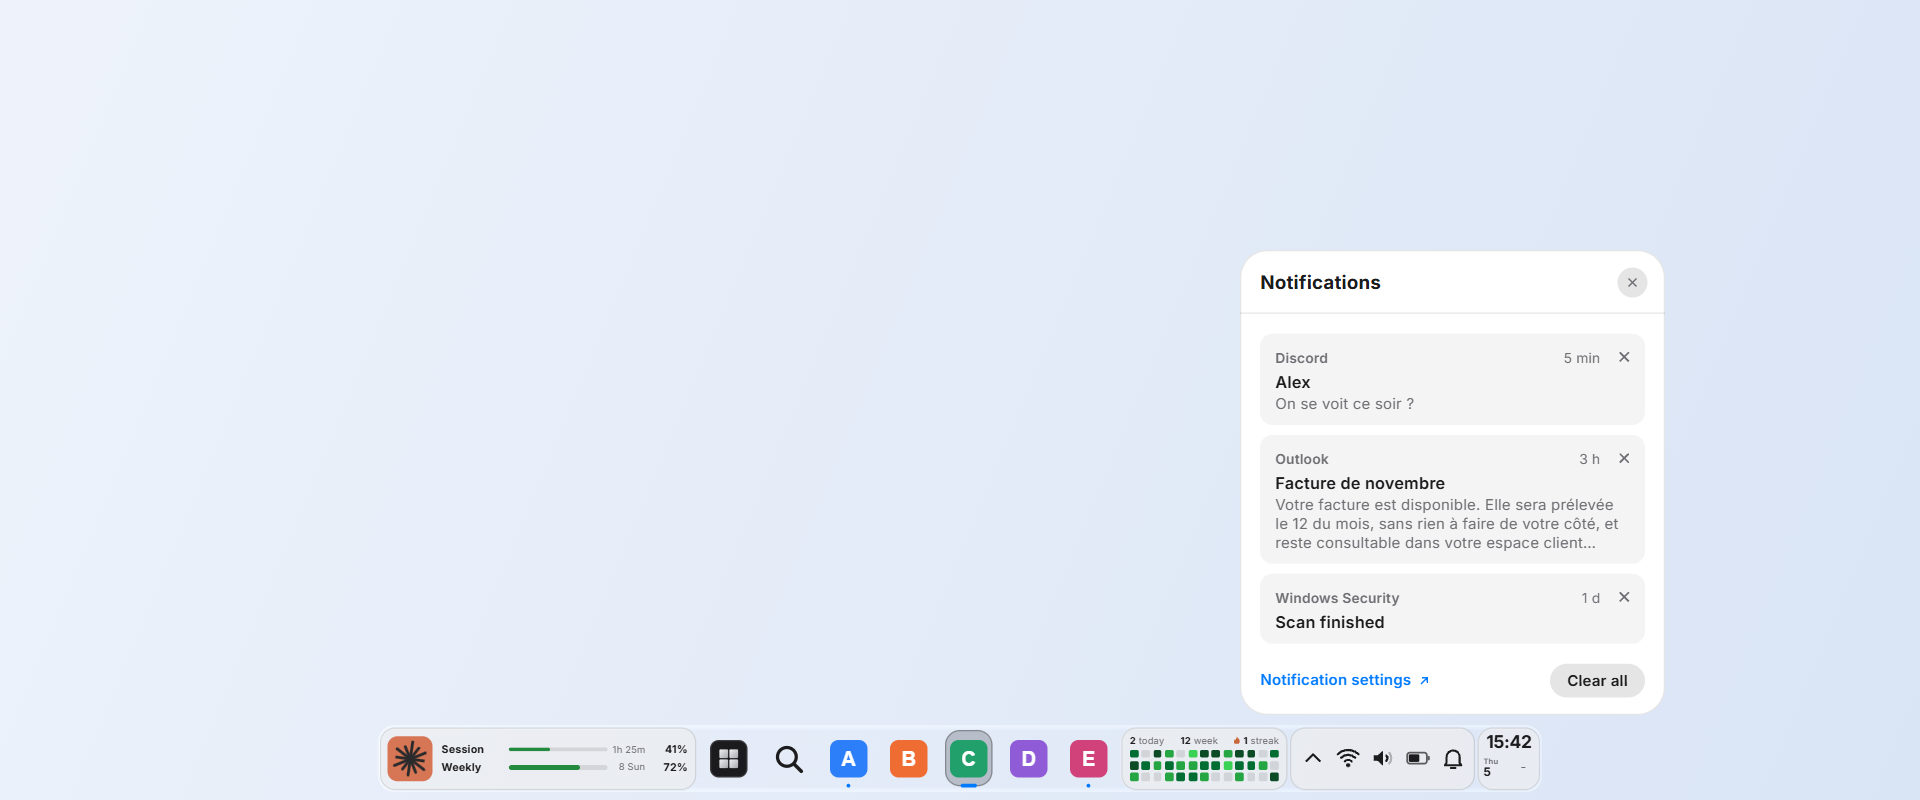 Notifications
Discord 5 min
Alex
On se voit ce soir ?
Outlook 3 h
Facture de novembre
Votre facture est disponible. Elle sera prélevée
le 12 du mois, sans rien à faire de votre côté, et
reste consultable dans votre espace client...
Windows Security 1 d
Scan finished
Notification settings Clear all
Session 1h 25m 41%
Weekly 8 Sun 72%
A B C D E
2 today 12 week 1 streak
15:42
Thu
5 –